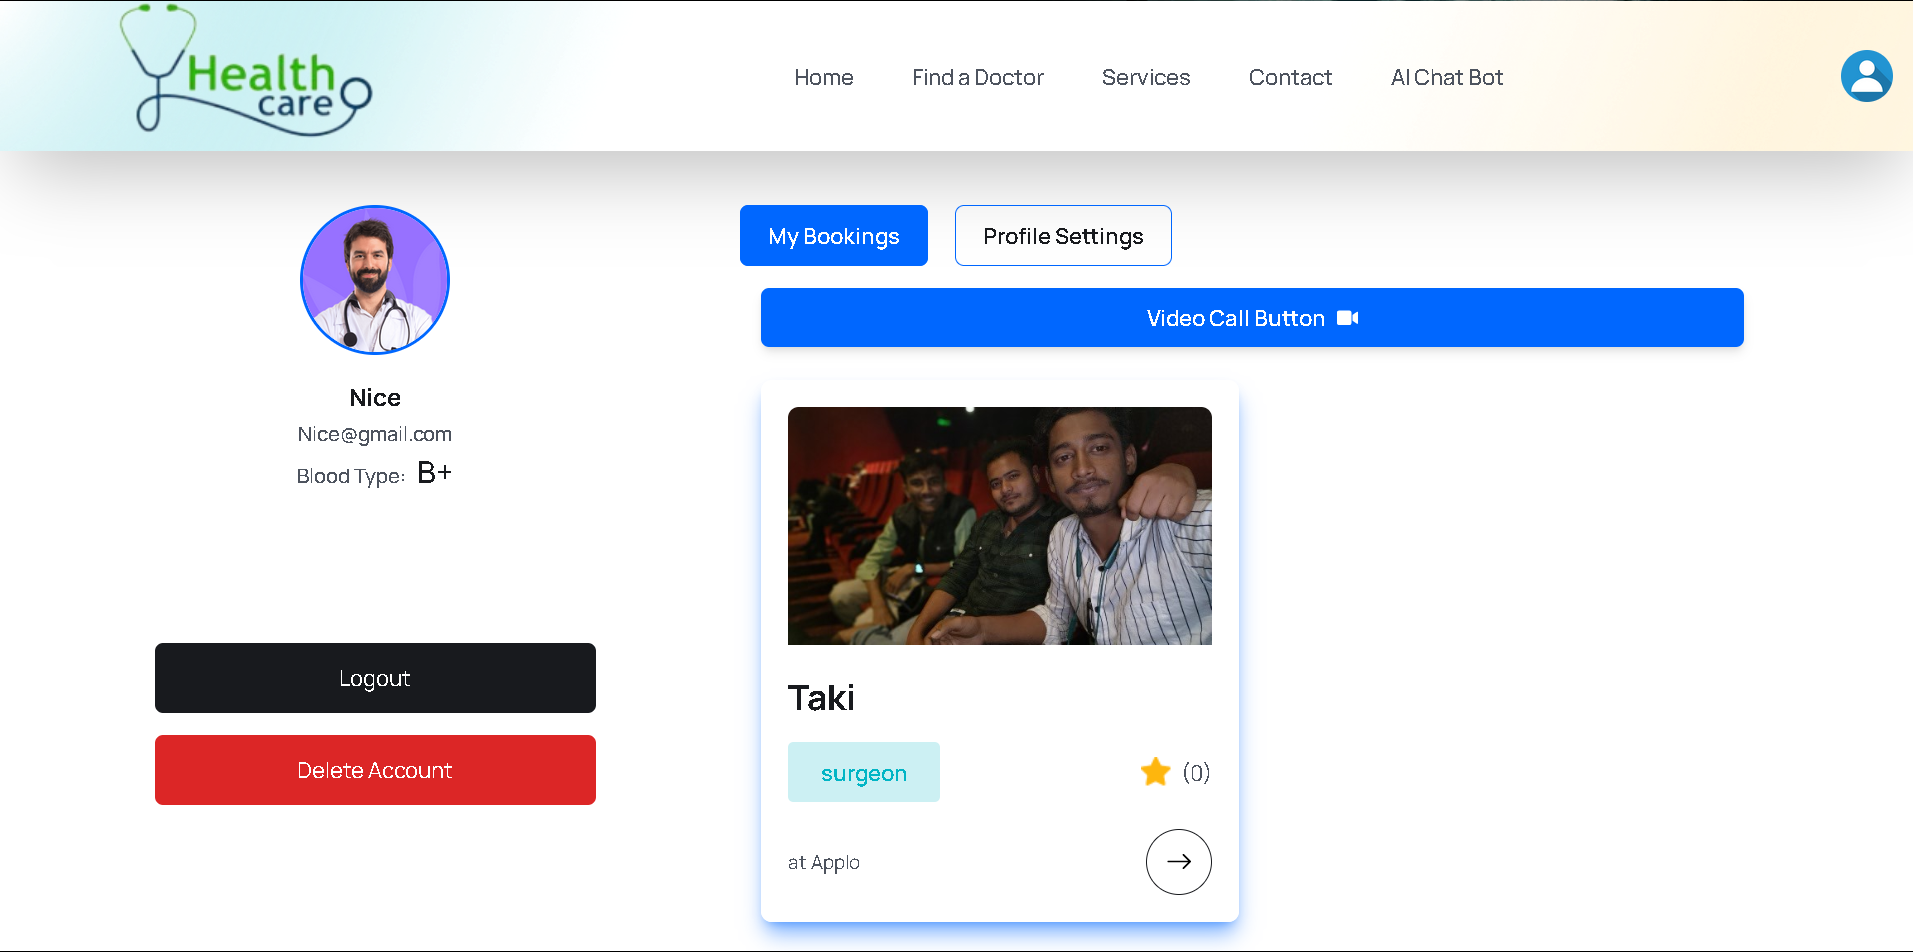 Health
care
Home
Find a Doctor
Services
Contact
AI Chat Bot
My Bookings
Profile Settings
Video Call Button
Nice
Nice@gmail.com
Blood Type: B+
Logout
Delete Account
Taki
surgeon
(0)
at Applo